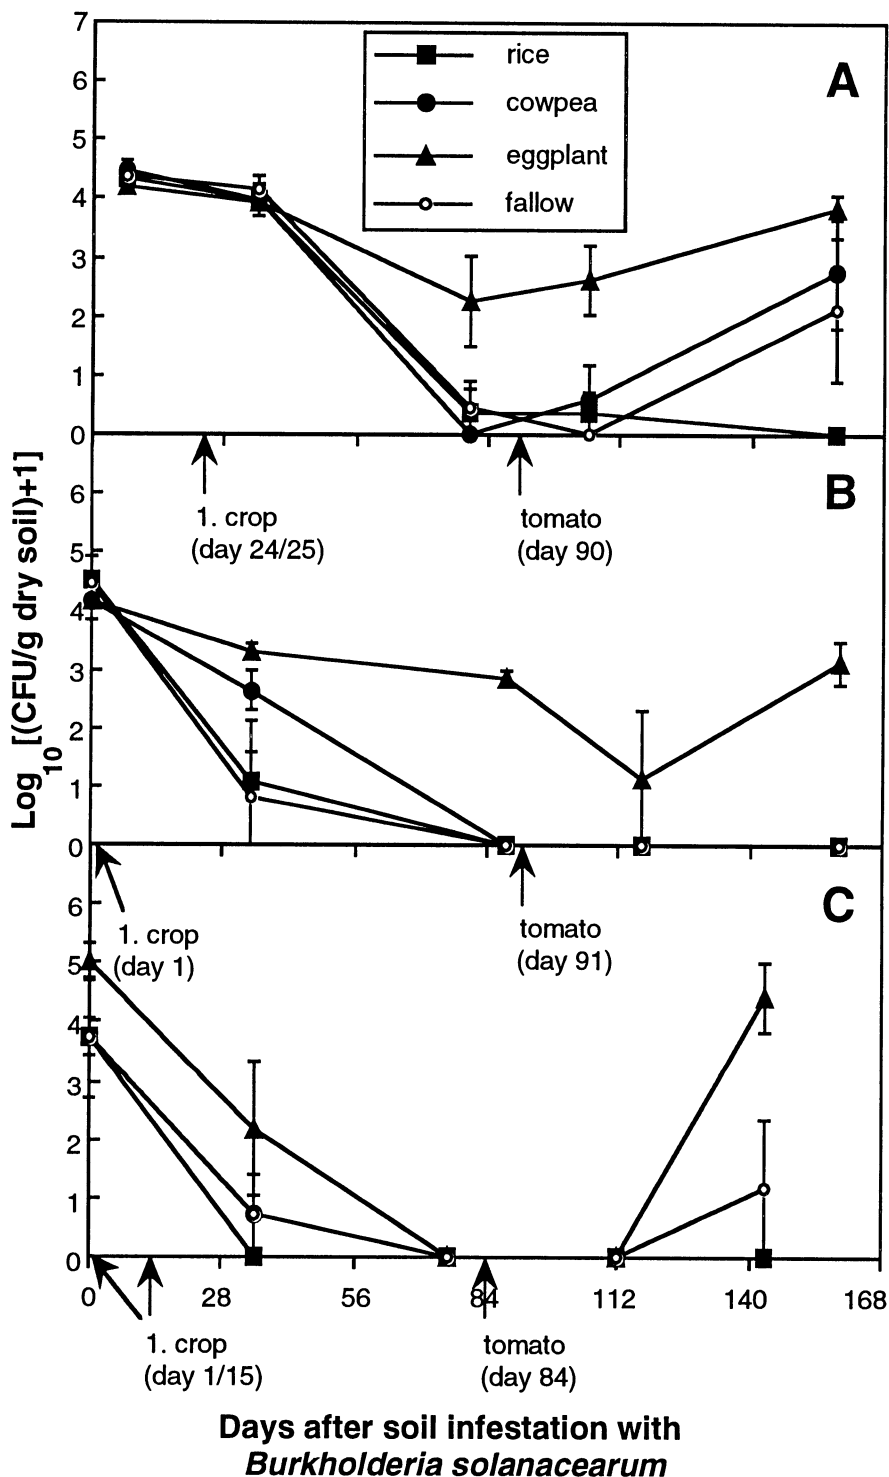 7
6
5
4
3
2
1
0
rice
cowpea
eggplant
fallow
A
1. crop
(day 24/25)
tomato
(day 90)
Log10 [(CFU/g dry soil)+1]
6
5
4
3
2
1
0
B
1. crop
(day 1)
tomato
(day 91)
6
5
4
3
2
1
0
C
0 28 56 84 112 140 168
1. crop
(day 1/15)
tomato
(day 84)
Days after soil infestation with
Burkholderia solanacearum